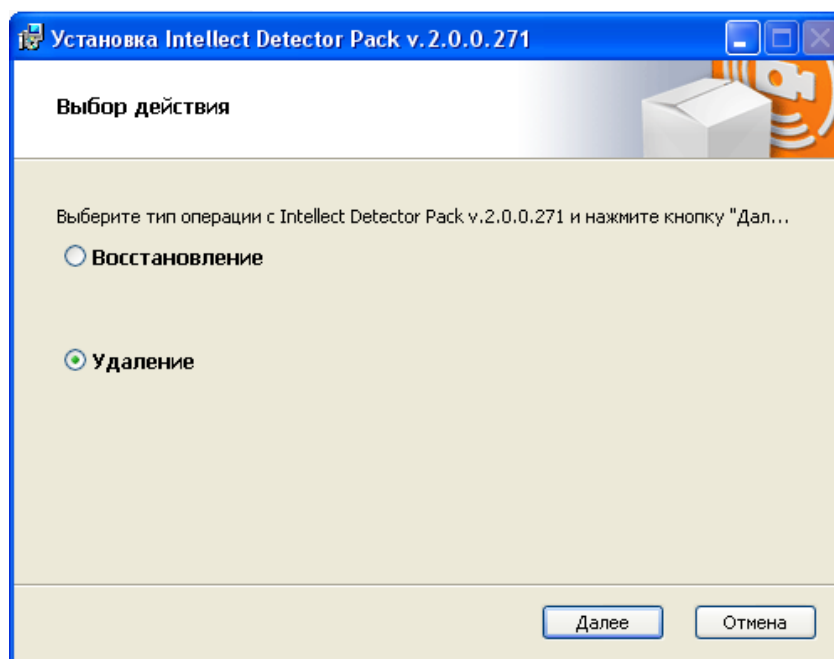 Установка Intellect Detector Pack v.2.0.0.271
Выбор действия
Выберите тип операции с Intellect Detector Pack v.2.0.0.271 и нажмите кнопку "Дал...
Восстановление
Удаление
Далее Отмена